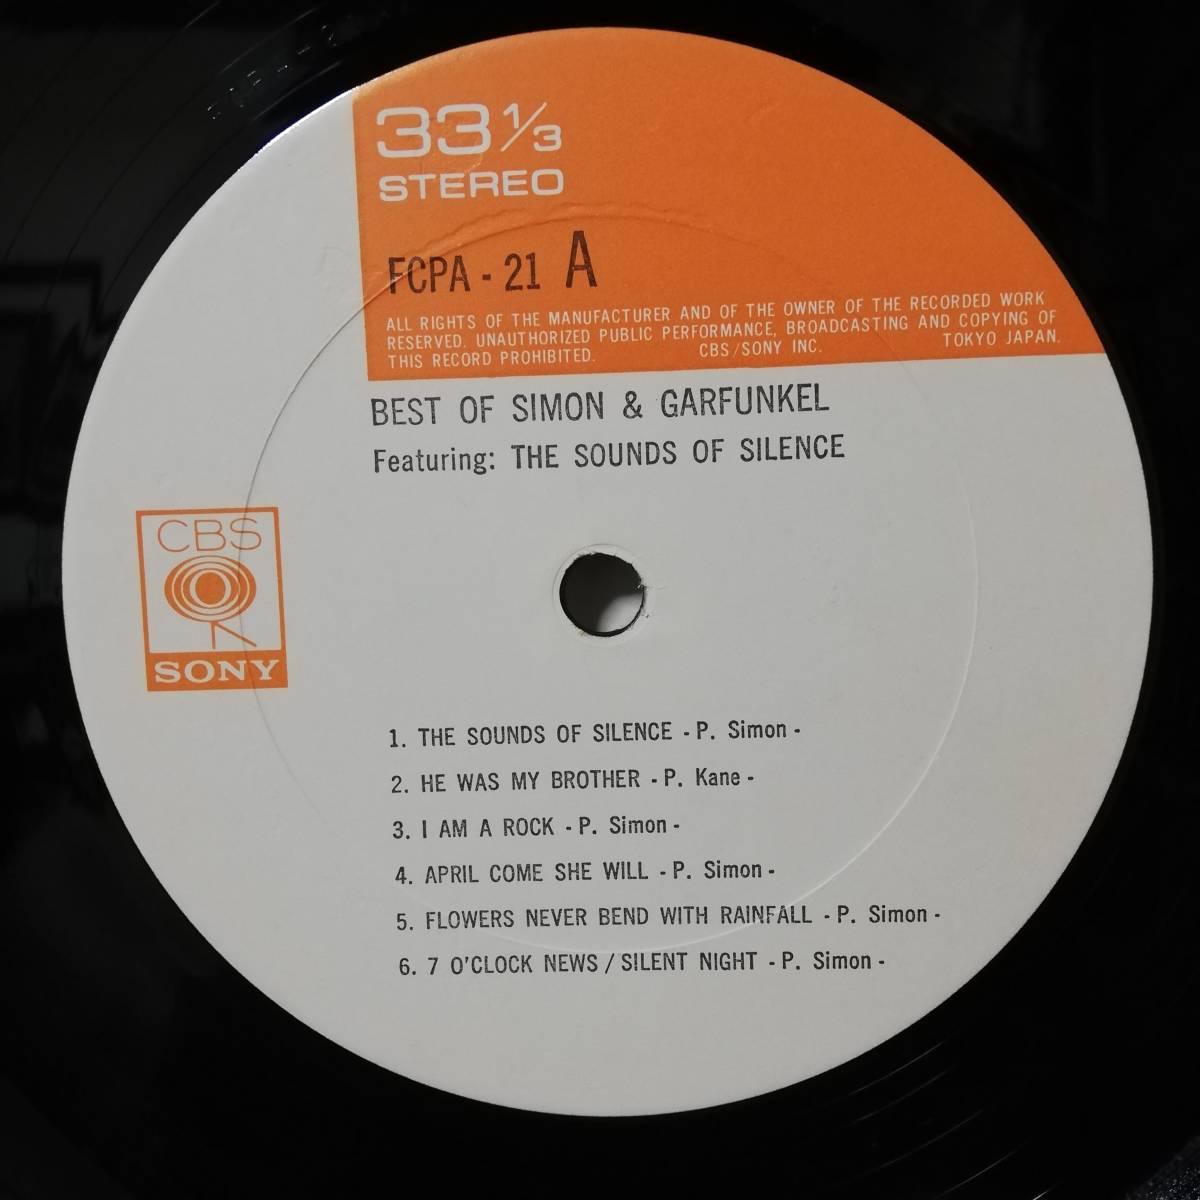 33 1/3
STEREO
FCPA - 21 A
ALL RIGHTS OF THE MANUFACTURER AND OF THE OWNER OF THE RECORDED WORK
RESERVED. UNAUTHORIZED PUBLIC PERFORMANCE, BROADCASTING AND COPYING OF
THIS RECORD PROHIBITED. CBS/SONY INC. TOKYO JAPAN.
BEST OF SIMON & GARFUNKEL
Featuring: THE SOUNDS OF SILENCE
CBS
SONY
1. THE SOUNDS OF SILENCE - P. Simon -
2. HE WAS MY BROTHER - P. Kane -
3. I AM A ROCK - P. Simon -
4. APRIL COME SHE WILL - P. Simon -
5. FLOWERS NEVER BEND WITH RAINFALL - P. Simon -
6. 7 O'CLOCK NEWS / SILENT NIGHT - P. Simon -